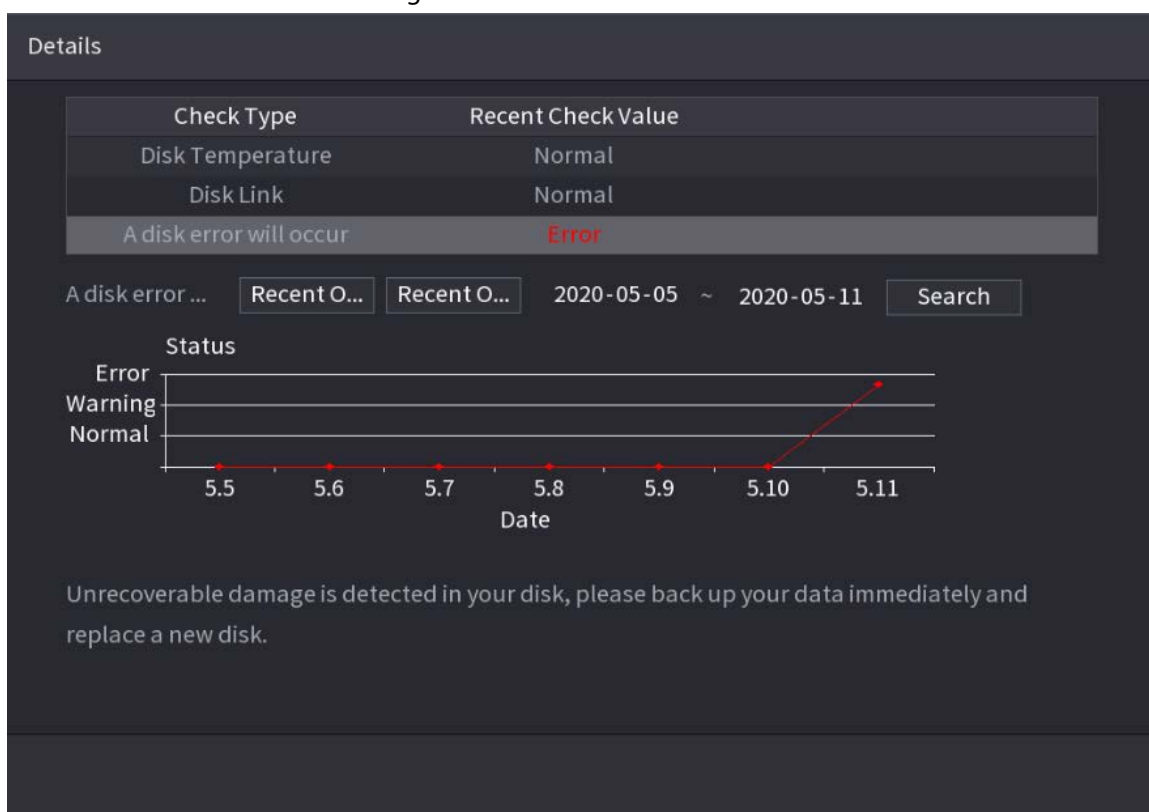 Details
Check Type Recent Check Value
Disk Temperature Normal
Disk Link Normal
A disk error will occur Error
A disk error ... Recent O... Recent O... 2020-05-05 ~ 2020-05-11 Search
Status
Error
Warning
Normal
5.5 5.6 5.7 5.8 5.9 5.10 5.11
Date
Unrecoverable damage is detected in your disk, please back up your data immediately and
replace a new disk.